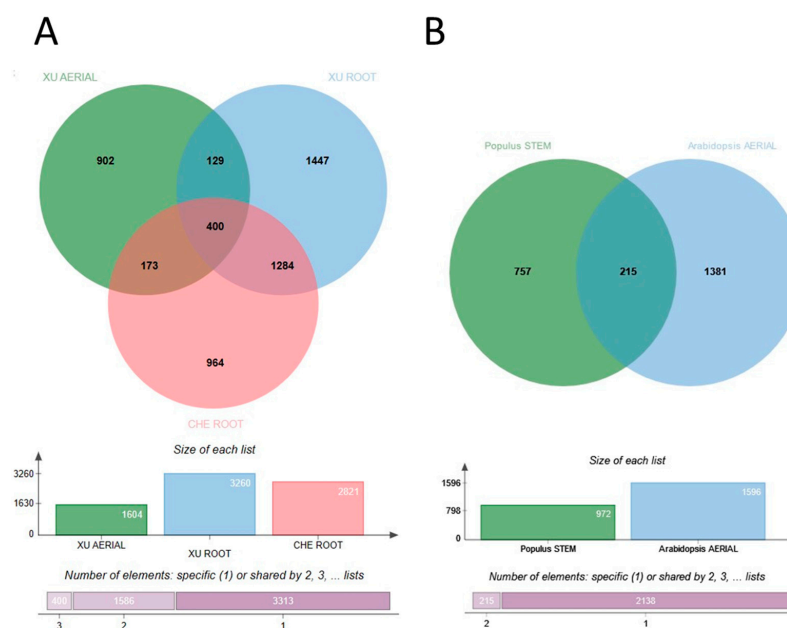 A
B
XU AERIAL
XU ROOT
902
129
1447
400
173
1284
964
CHE ROOT
Populus STEM
Arabidopsis AERIAL
757
215
1381
Size of each list
3260
1630
0
1604
3260
2821
XU AERIAL
XU ROOT
CHE ROOT
Number of elements: specific (1) or shared by 2, 3, ... lists
400
1586
3313
3
2
1
Size of each list
1596
798
0
972
1596
Populus STEM
Arabidopsis AERIAL
Number of elements: specific (1) or shared by 2, 3, ... lists
215
2138
2
1